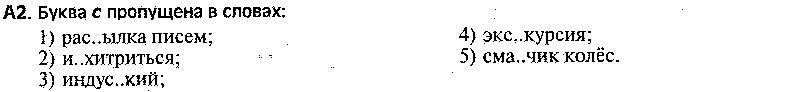 А2. Буква с пропущена в словах:
1) рас..ылка писем;
2) и..хитриться;
3) индус..кий;
4) экс..курсия;
5) сма..чик колёс.